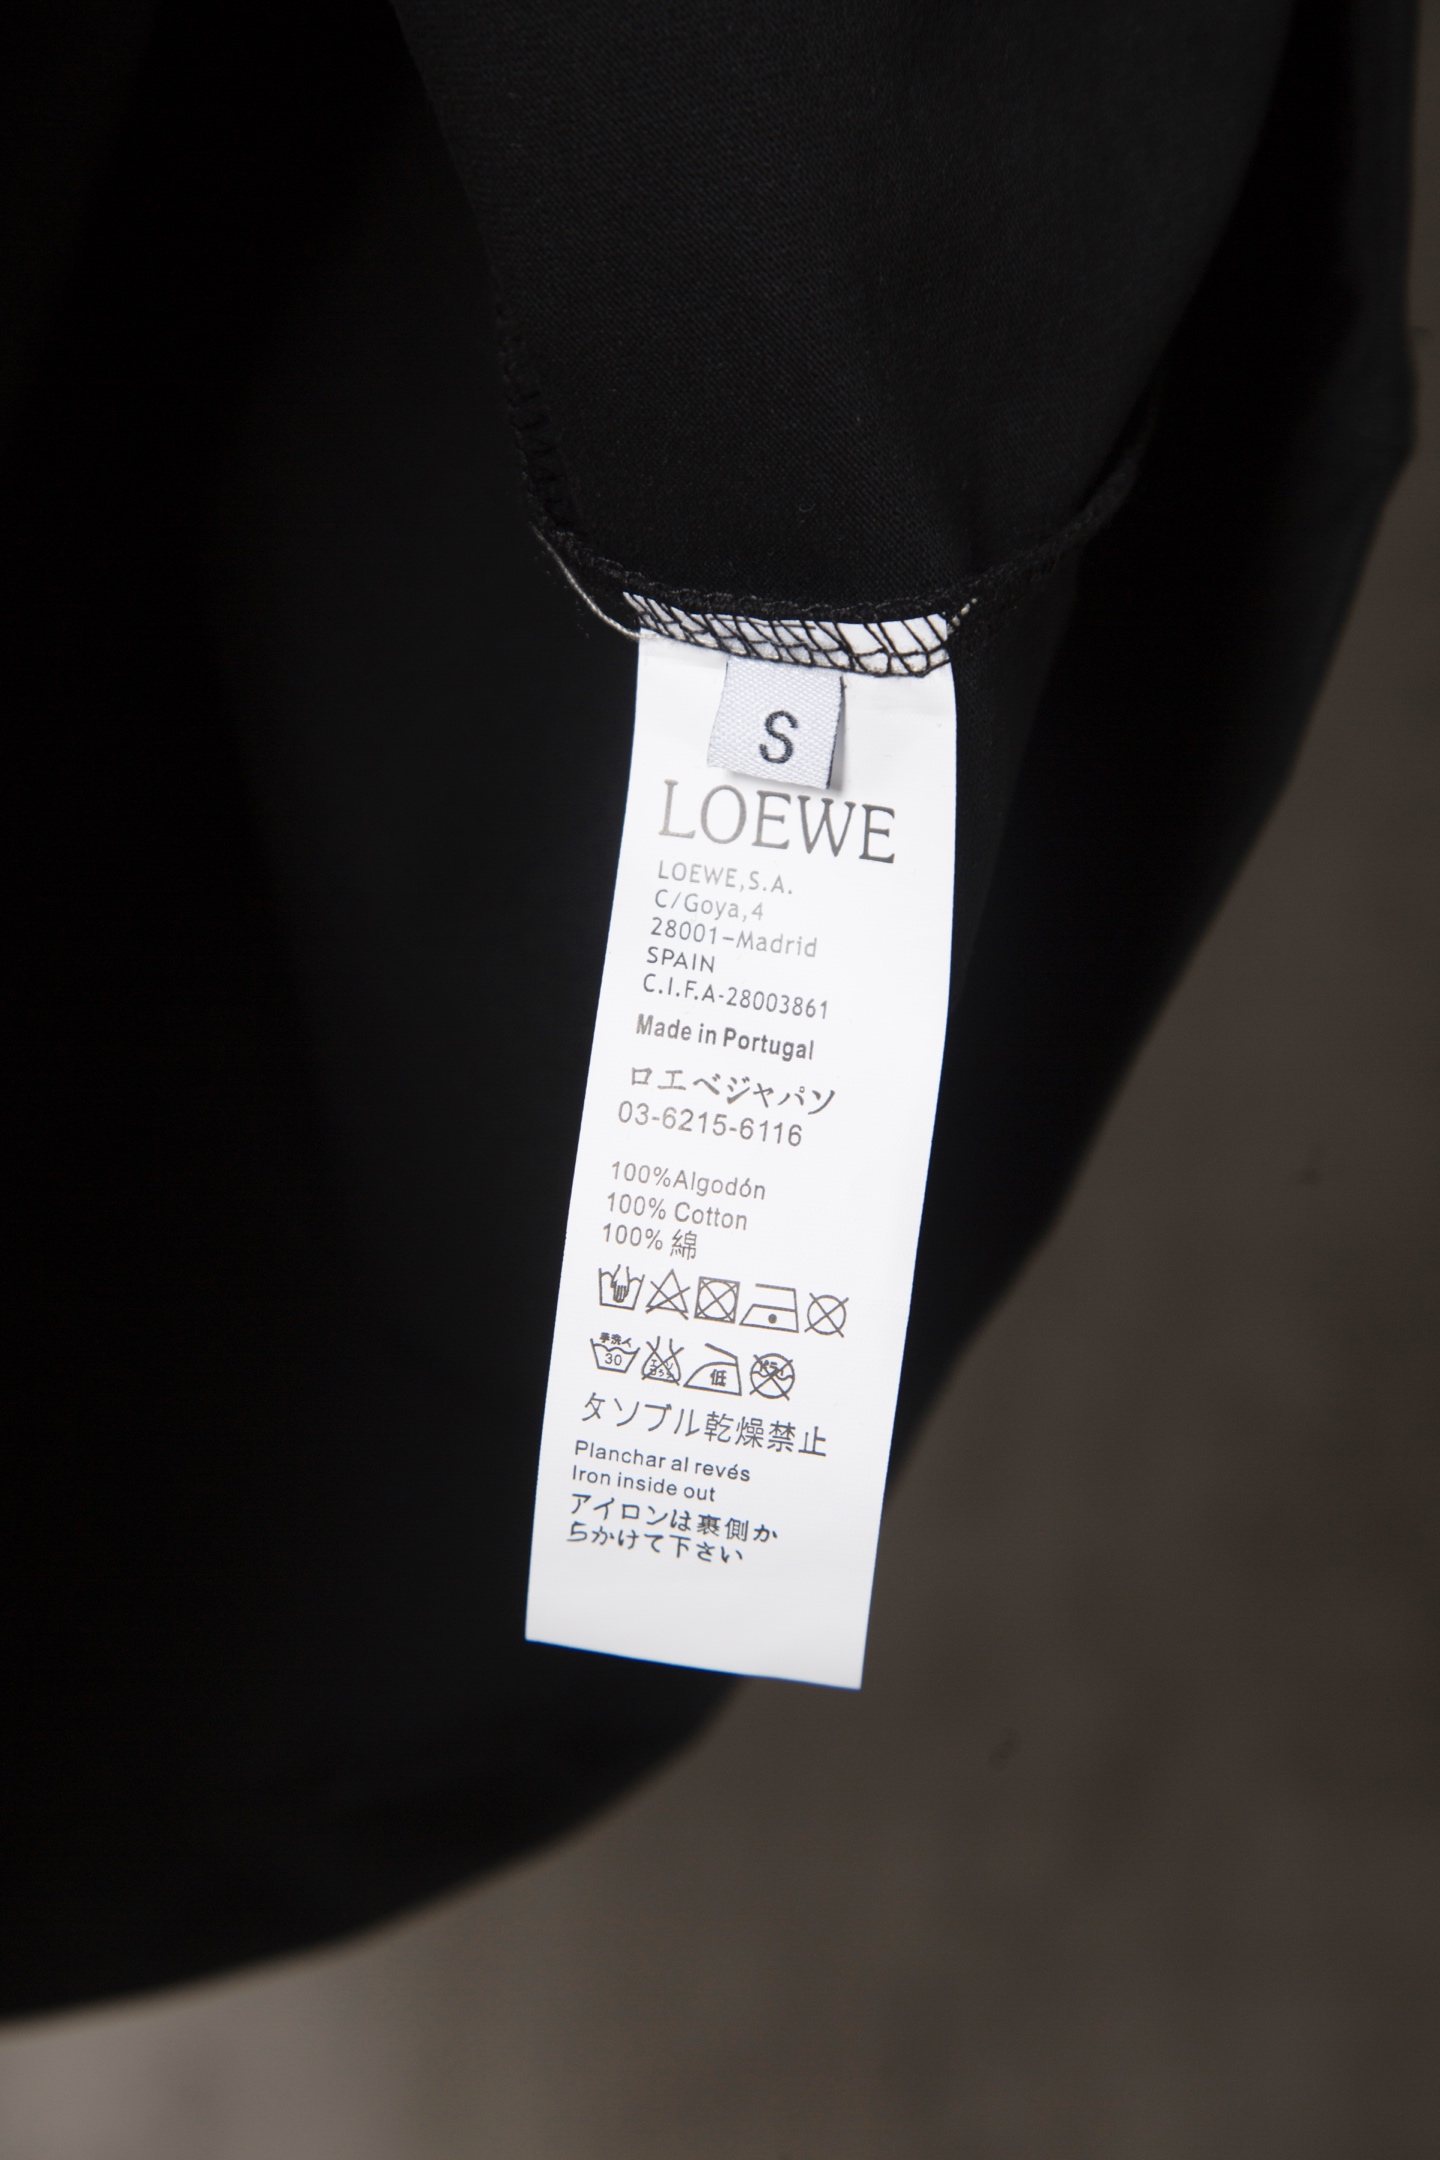 S
LOEWE
LOEWE,S.A.
C/Goya,4
28001-Madrid
SPAIN
C.I.F.A-28003861
Made in Portugal
ロエベジャパソ
03-6215-6116
100%Algodón
100% Cotton
100% 綿
30
低
タソブル乾燥禁止
Planchar al revés
Iron inside out
アイロンは裏側か
らかけて下さい